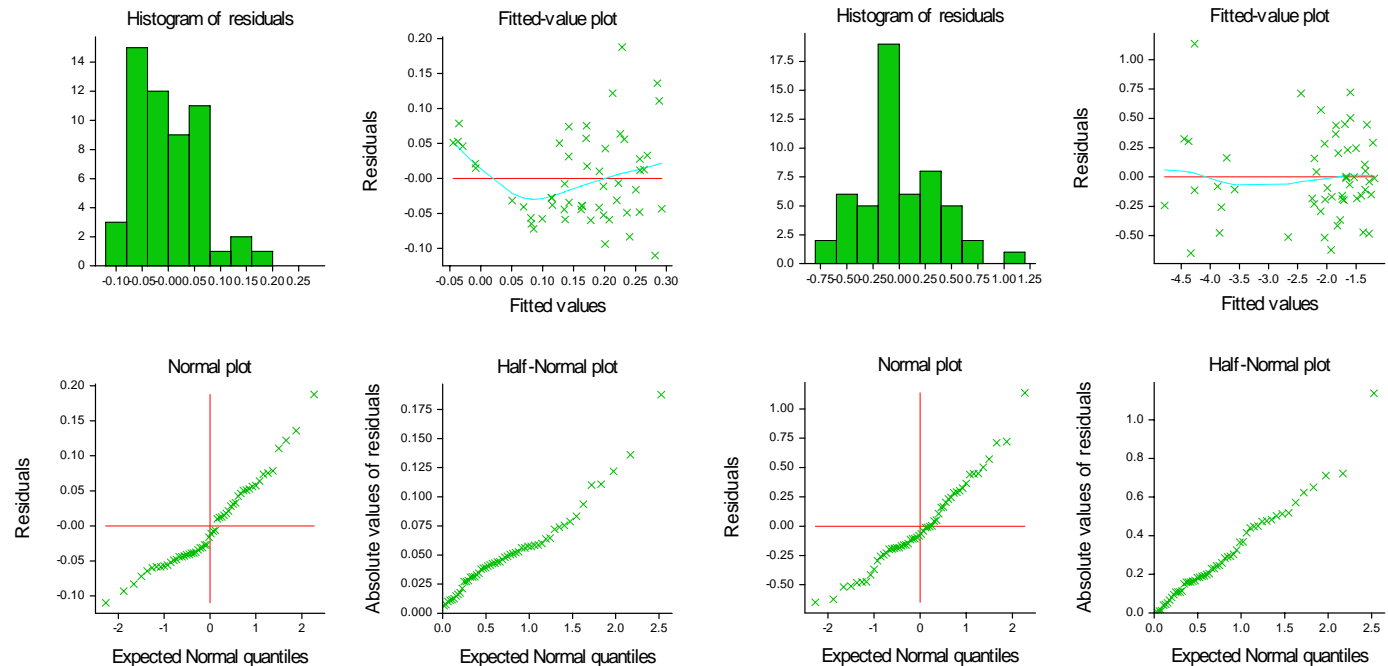 Histogram of residuals
14
12
10
8
6
4
2
0
-0.10 -0.05 -0.00 0.05 0.10 0.15 0.20 0.25
Fitted-value plot
Residuals
0.20
0.15
0.10
0.05
-0.00
-0.05
-0.10
-0.05 0.00 0.05 0.10 0.15 0.20 0.25 0.30
Fitted values
Histogram of residuals
17.5
15.0
12.5
10.0
7.5
5.0
2.5
0.0
-0.75 -0.50 -0.25 0.00 0.25 0.50 0.75 1.00 1.25
Fitted-value plot
Residuals
1.00
0.75
0.50
0.25
0.00
-0.25
-0.50
-4.5 -4.0 -3.5 -3.0 -2.5 -2.0 -1.5
Fitted values
Normal plot
Residuals
0.20
0.15
0.10
0.05
-0.00
-0.05
-0.10
-2 -1 0 1 2
Expected Normal quantiles
Half-Normal plot
Absolute values of residuals
0.175
0.150
0.125
0.100
0.075
0.050
0.025
0.000
0.0 0.5 1.0 1.5 2.0 2.5
Expected Normal quantiles
Normal plot
Residuals
1.00
0.75
0.50
0.25
0.00
-0.25
-0.50
-2 -1 0 1 2
Expected Normal quantiles
Half-Normal plot
Absolute values of residuals
1.0
0.8
0.6
0.4
0.2
0.0
0.0 0.5 1.0 1.5 2.0 2.5
Expected Normal quantiles